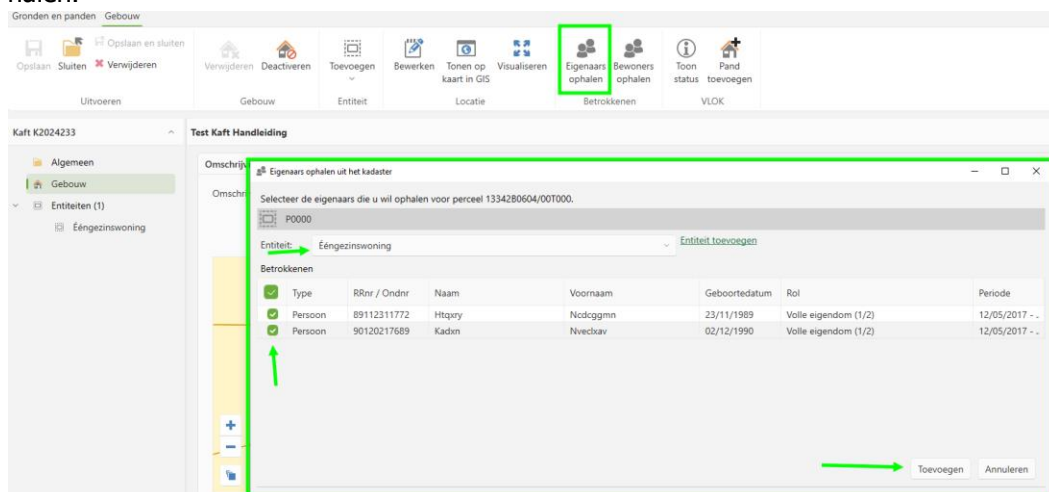 Gronden en panden Gebouw
Opslaan Sluiten Opslaan en sluiten Verwijderen Verwijderen Deactiveren Toevoegen Bewerken Tonen op kaart in GIS Visualiseren Eigenaars ophalen Bewoners ophalen Toon status Pand toevoegen
Uitvoeren Gebouw Entiteit Locatie Betrokkenen VLOK
Kaft K2024233 Test Kaft Handleiding
Algemeen
Gebouw
Entiteiten (1)
Ééngezinswoning
Omschrijv
Omschr
Eigenaars ophalen uit het kadaster
Selecteer de eigenaars die u wil ophalen voor perceel 13342B0604/00T000.
P0000
Entiteit: Ééngezinswoning Entiteit toevoegen
Betrokkenen
Type RRnr / Ondnr Naam Voornaam Geboortedatum Rol Periode
Persoon 89112311772 Htqxry Ncdcggmn 23/11/1989 Volle eigendom (1/2) 12/05/2017 - .
Persoon 90120217689 Kadxn Nveclxav 02/12/1990 Volle eigendom (1/2) 12/05/2017 - .
Toevoegen Annuleren